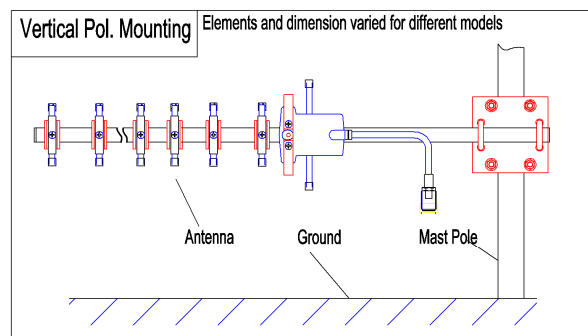 Vertical Pol. Mounting
Elements and dimension varied for different models
Antenna
Ground
Mast Pole